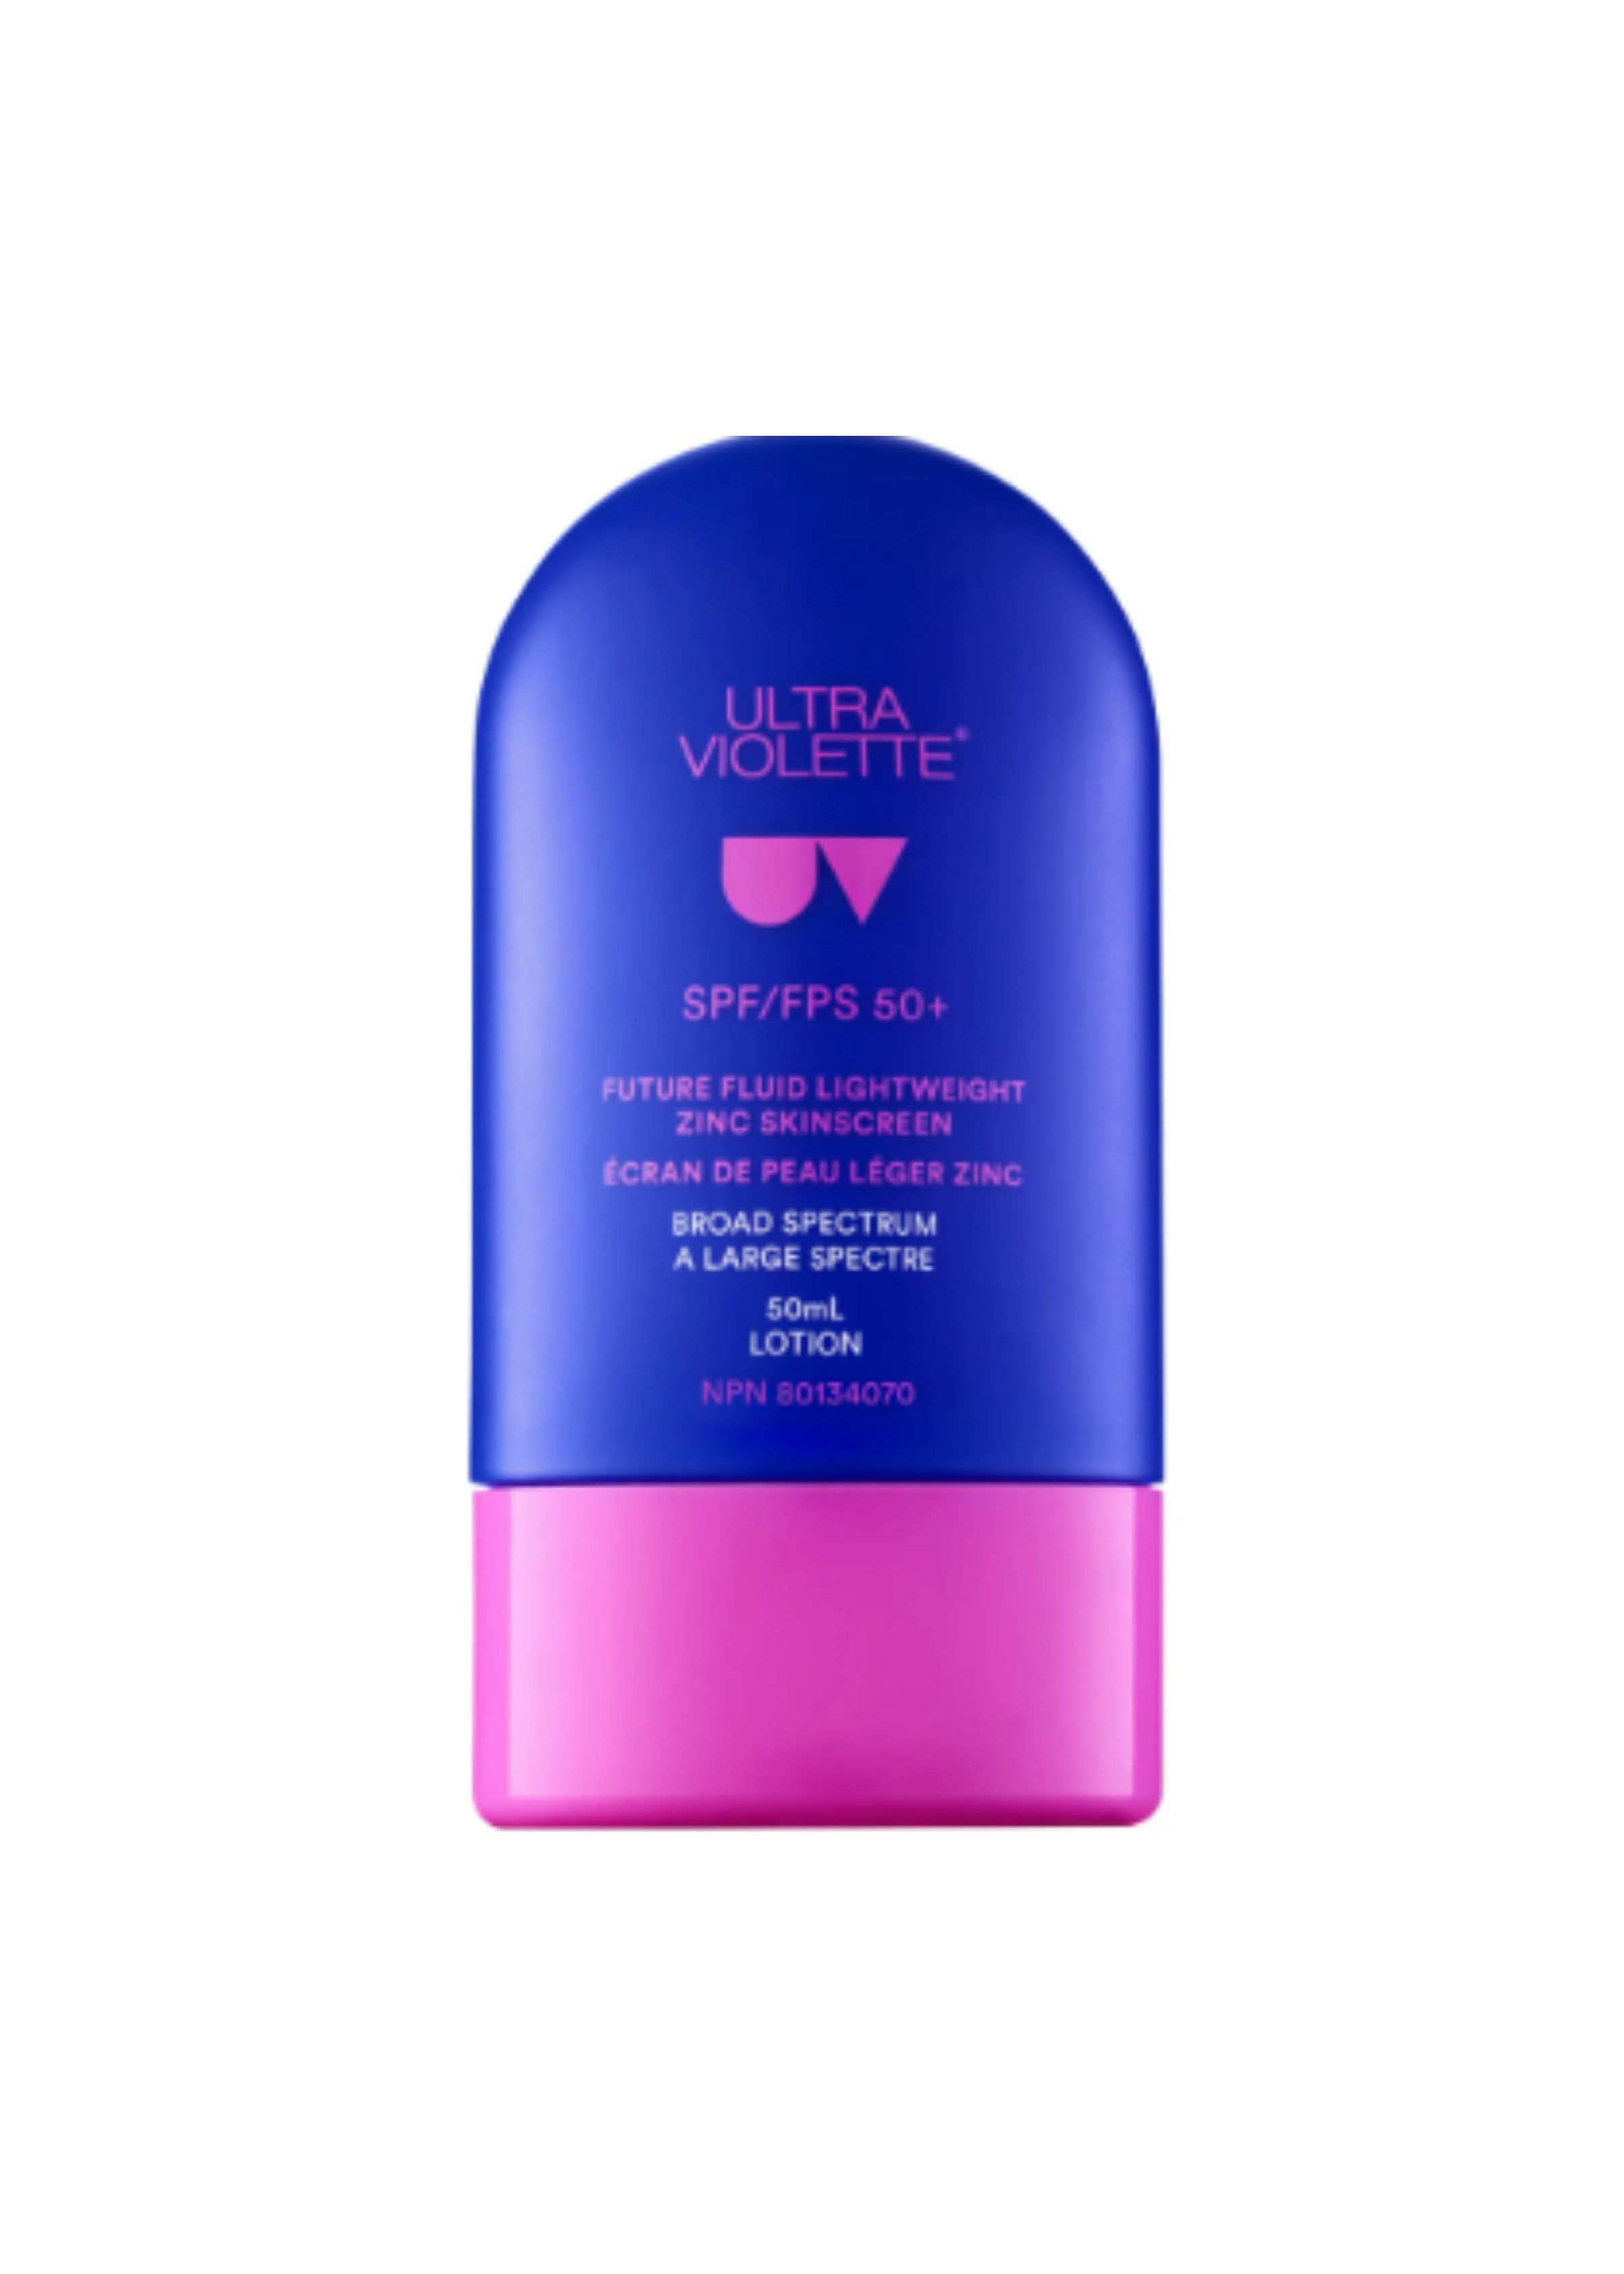 ULTRA
VIOLETTE®
UV
SPF/FPS 50+
FUTURE FLUID LIGHTWEIGHT
ZINC SKINSCREEN
ÉCRAN DE PEAU LÉGER ZINC
BROAD SPECTRUM
A LARGE SPECTRE
50mL
LOTION
NPN 80134070